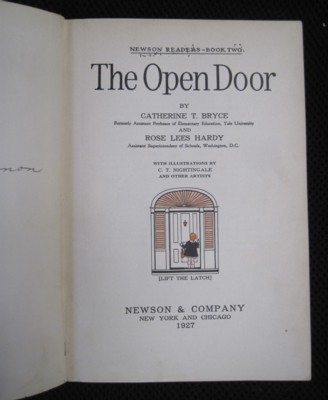 NEWSON READERS—BOOK TWO
The Open Door
BY
CATHERINE T. BRYCE
Formerly Assistant Professor of Elementary Education, Yale University
AND
ROSE LEES HARDY
Assistant Superintendent of Schools, Washington, D.C.
WITH ILLUSTRATIONS BY
C. T. NIGHTINGALE
AND OTHER ARTISTS
[LIFT THE LATCH]
NEWSON & COMPANY
NEW YORK AND CHICAGO
1927